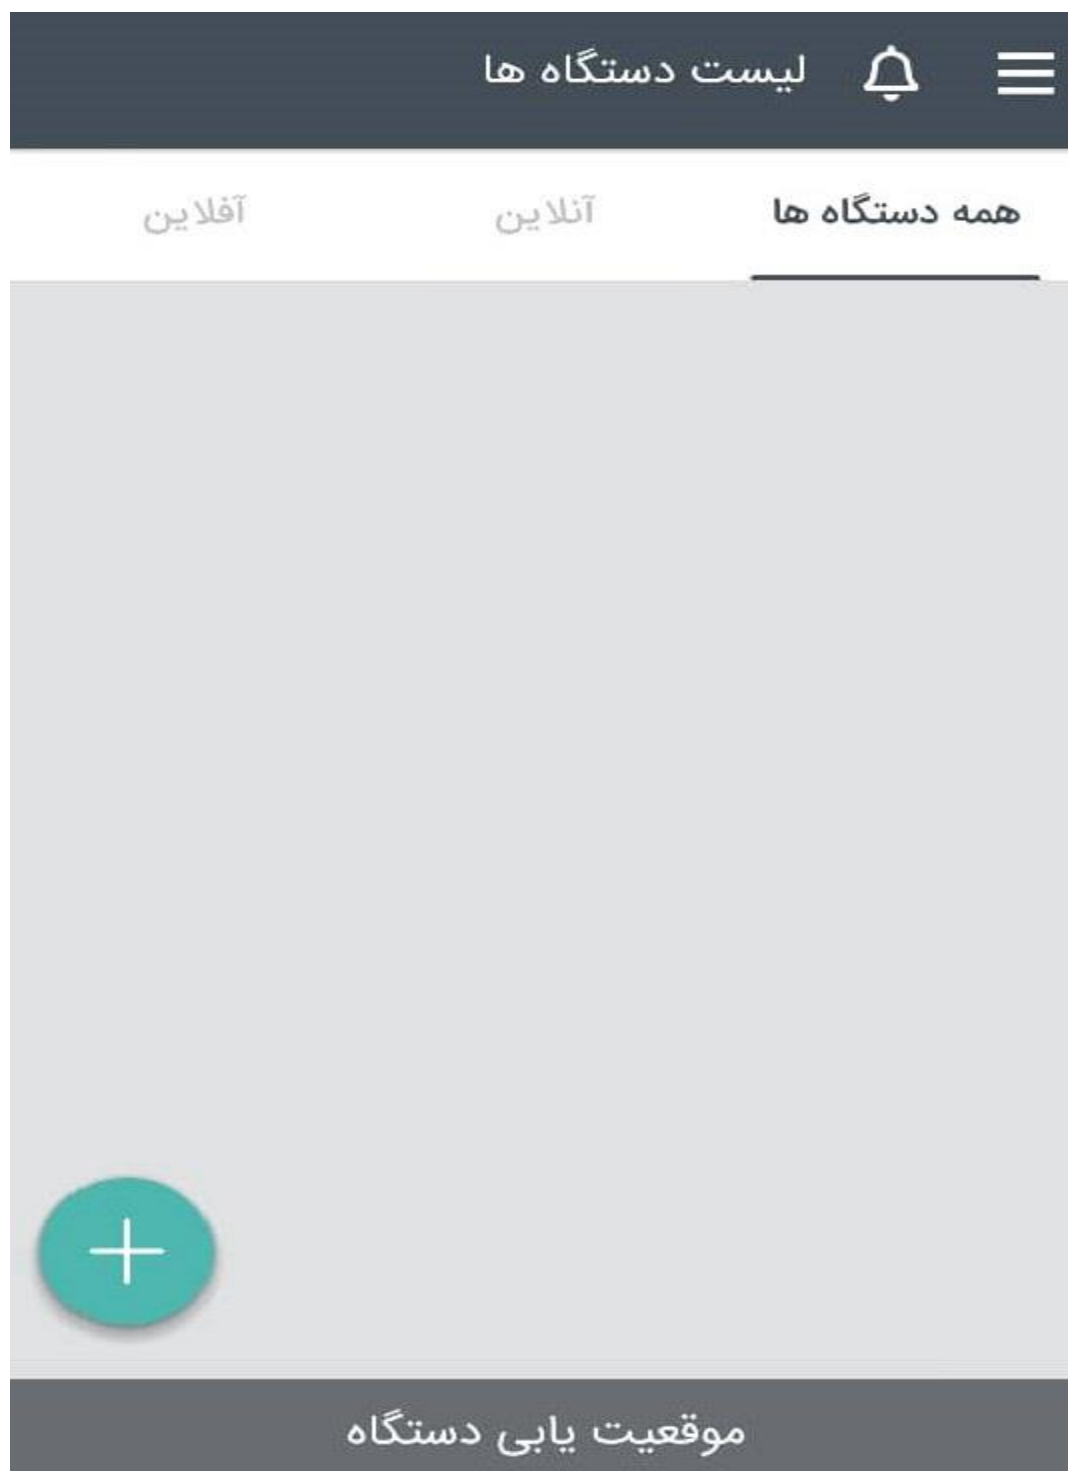 لیست دستگاه ها
همه دستگاه ها
آنلاین
آفلاین
موقعیت یابی دستگاه